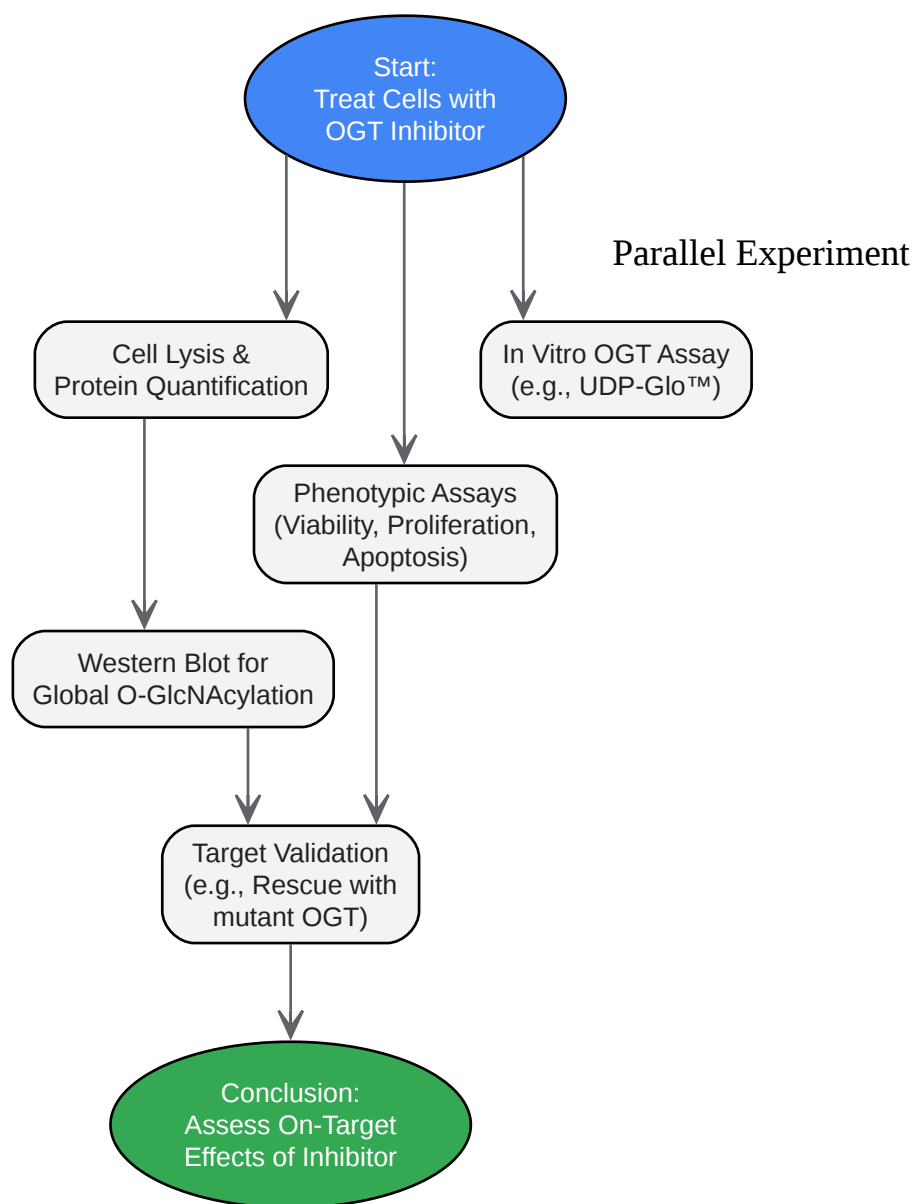 Start:
Treat Cells with
OGT Inhibitor
Parallel Experiment
Cell Lysis &
Protein Quantification
In Vitro OGT Assay
(e.g., UDP-Glo™)
Phenotypic Assays
(Viability, Proliferation,
Apoptosis)
Western Blot for
Global O-GlcNAcylation
Target Validation
(e.g., Rescue with
mutant OGT)
Conclusion:
Assess On-Target
Effects of Inhibitor